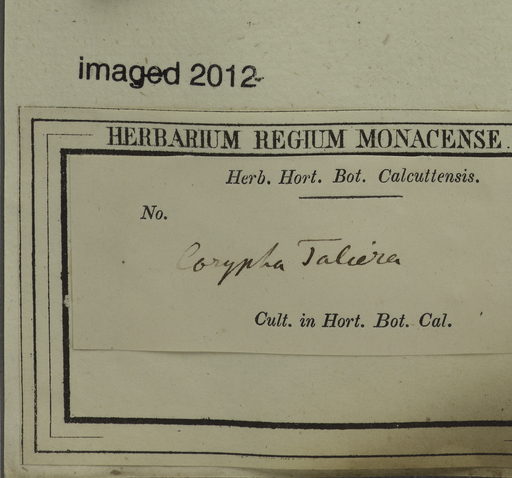 imaged 2012
HERBARIUM REGIUM MONACENSE.
Herb. Hort. Bot. Calcuttensis.
No.
Corypha Taliera
Cult. in Hort. Bot. Cal.